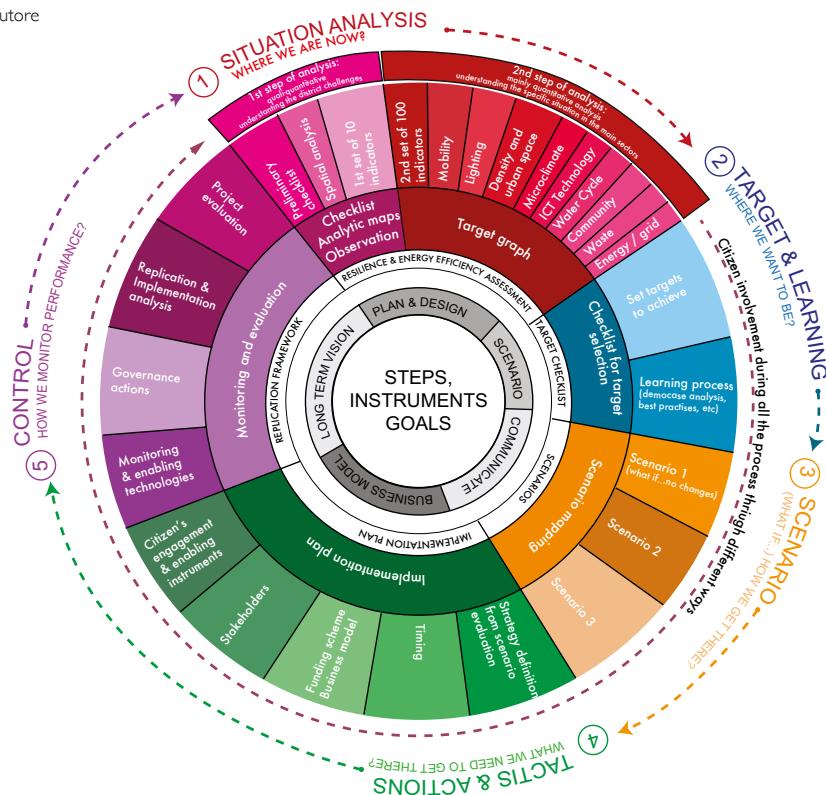 utore
1
SITUATION ANALYSIS
WHERE WE ARE NOW?
1st step of analysis:
quali-quantitative
understanding the district challenges
2nd step of analysis:
mainly quantitative analysis
understanding the specific situation in the main sectors
Preliminary
checklist
Spatial analysis
1st set of 10
indicators
2nd set of 100
indicators
Mobility
Lighting
Density and
urban space
Microclimate
ICT Technology
Water Cycle
Community
Waste
Energy / grid
Checklist
Analytic maps
Observation
Target graph
2
TARGET & LEARNING
WHERE WE WANT TO BE?
Set targets
to achieve
Learning process
(democase analysis,
best practises, etc)
Checklist for target
selection
Citizen involvement during all the process through different ways
3
SCENARIO
(WHAT IF...) HOW WE GET THERE?
Scenario 1
(what if...no changes)
Scenario 2
Scenario 3
Scenario mapping
4
TACTIS & ACTIONS
WHAT WE NEED TO GET THERE?
Strategy definition
from scenario
evaluation
Timing
Funding scheme
Business model
Stakeholders
Citizen's
engagement
& enabling
instruments
Implementation plan
5
CONTROL
HOW WE MONITOR PERFORMANCE?
Monitoring
& enabling
technologies
Governance
actions
Replication &
Implementation
analysis
Project
evaluation
Monitoring and evaluation
RESILIENCE & ENERGY EFFICIENCY ASSESSMENT
TARGET CHECKLIST
SCENARIOS
IMPLEMENTATION PLAN
REPLICATION FRAMEWORK
PLAN & DESIGN
SCENARIO
COMMUNICATE
BUSINESS MODEL
LONG TERM VISION
STEPS,
INSTRUMENTS
GOALS